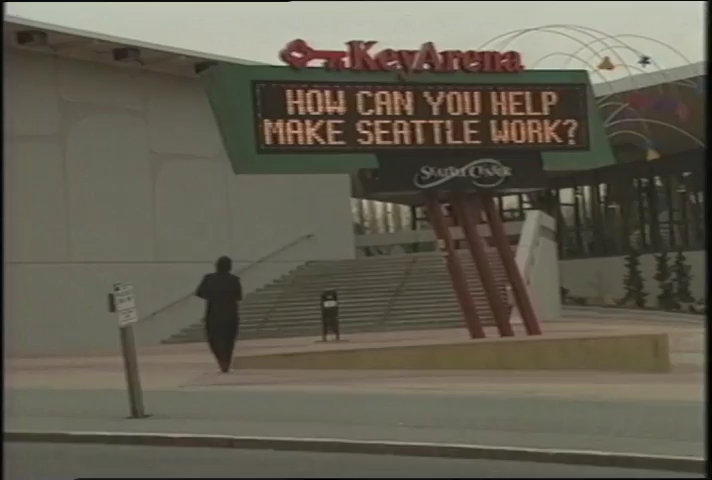 KeyArena
HOW CAN YOU HELP
MAKE SEATTLE WORK?
SEATTLE CENTER